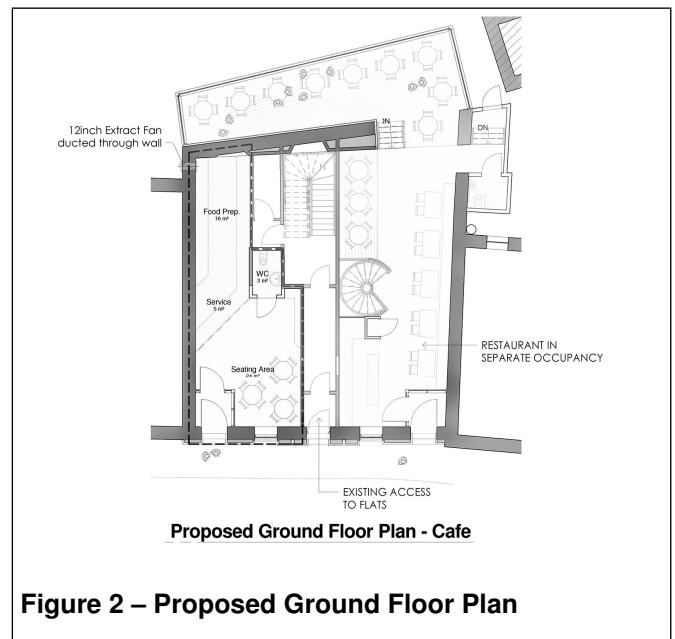 12inch Extract Fan
ducted through wall
DN
DN
Food Prep.
16 m²
WC
3 m²
Service
5 m²
Seating Area
RESTAURANT IN
SEPARATE OCCUPANCY
EXISTING ACCESS
TO FLATS
Proposed Ground Floor Plan - Cafe
Figure 2 – Proposed Ground Floor Plan